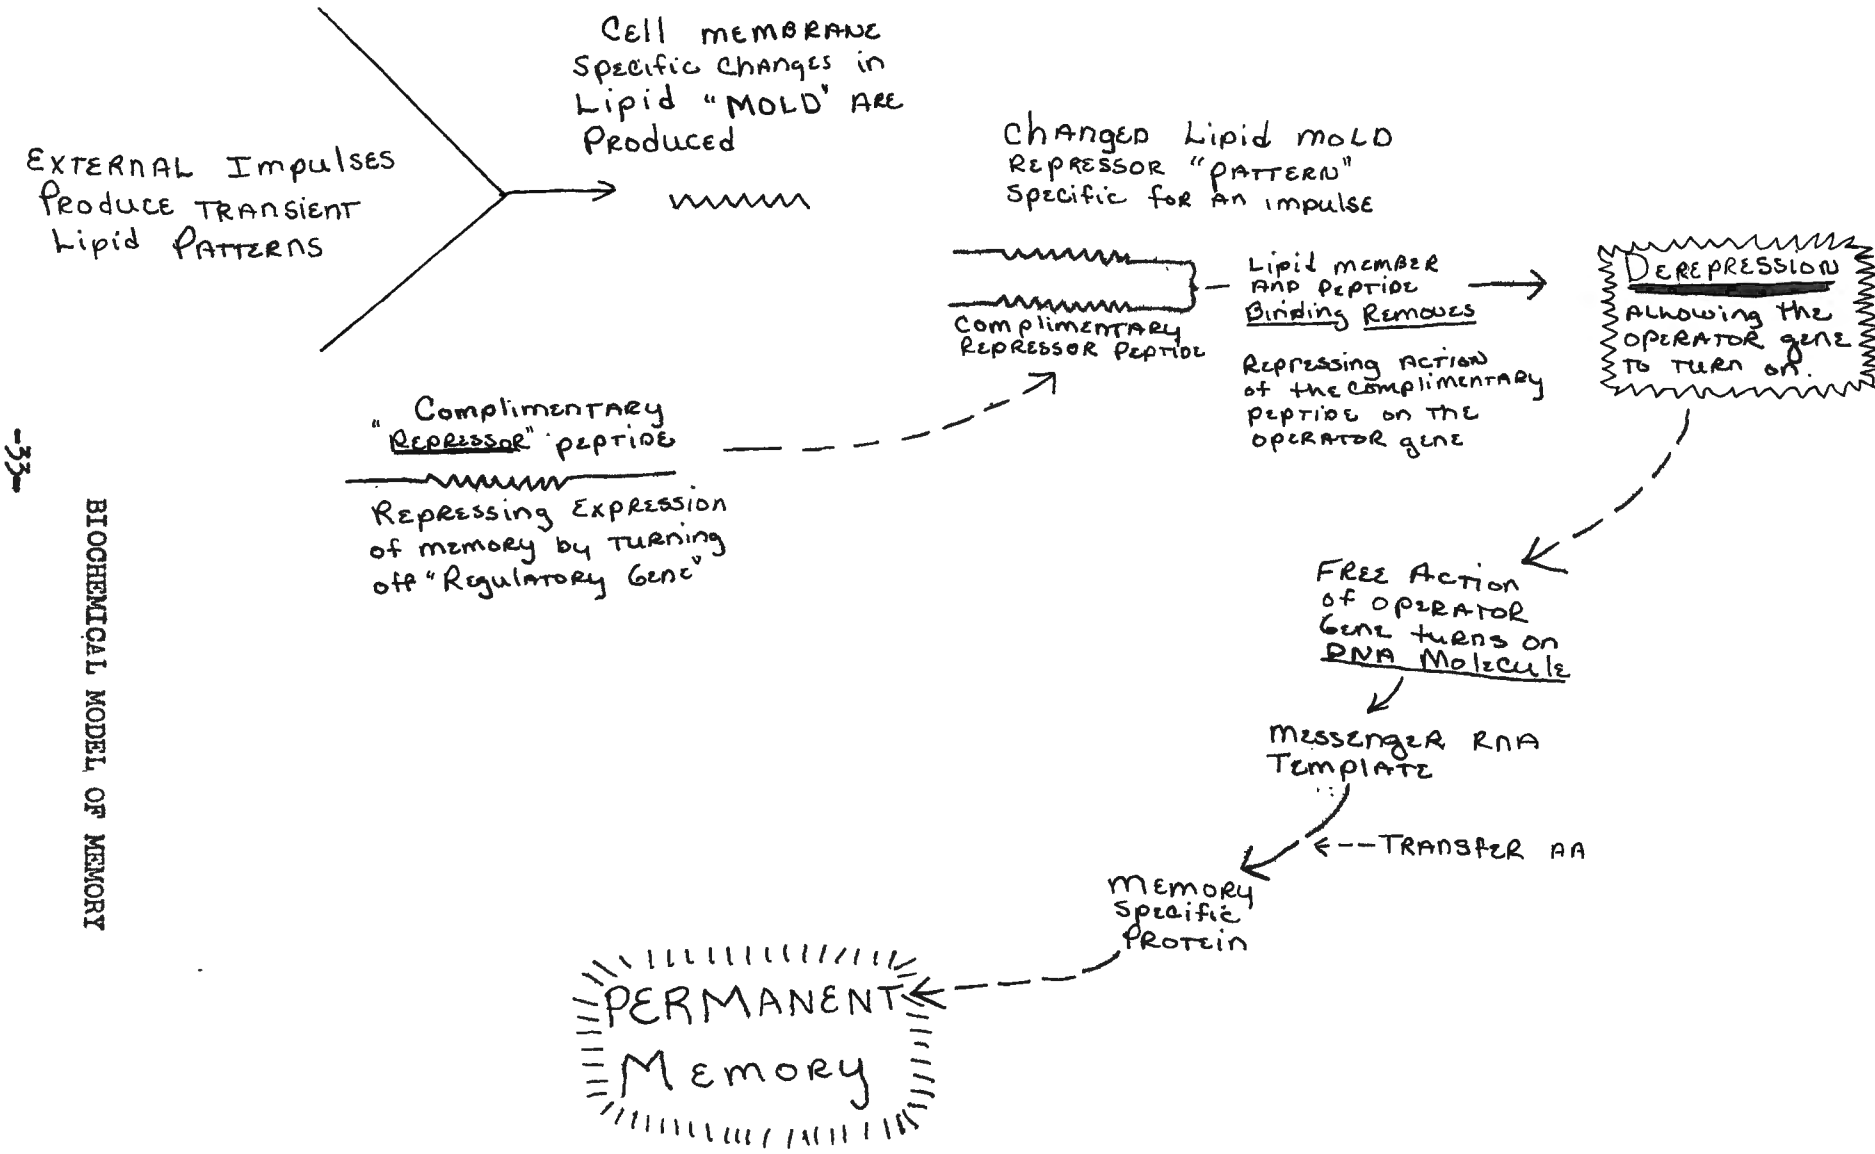 EXTERNAL Impulses
PRODUCE TRANSIENT
Lipid PATTERNS
CEll MEMBRANE
Specific ChANgES in
Lipid "MOLD" ARE
PRoduced
ChANgED Lipid MOLD
REPRESSOR "PATTERN"
Specific for AN impulse
Complimentary
REPRESSOR PEPTIDE
Lipid MEMBER
AND PEPTIDE
Binding Removes
Repressing Action
of the Complimentary
peptide on the
OPERATOR gene
DEREPRESSION
Allowing the
OPERATOR gene
to turn on.
Complimentary
"REPRESSOR" peptide
Repressing Expression
of memory by turning
off "Regulatory Gene"
FREE Action
of OPERATOR
Gene turns on
DNA Molecule
Messenger RNA
Template
TRANSFER AA
Memory
Specific
Protein
PERMANENT
Memory
-33-
BIOCHEMICAL MODEL OF MEMORY